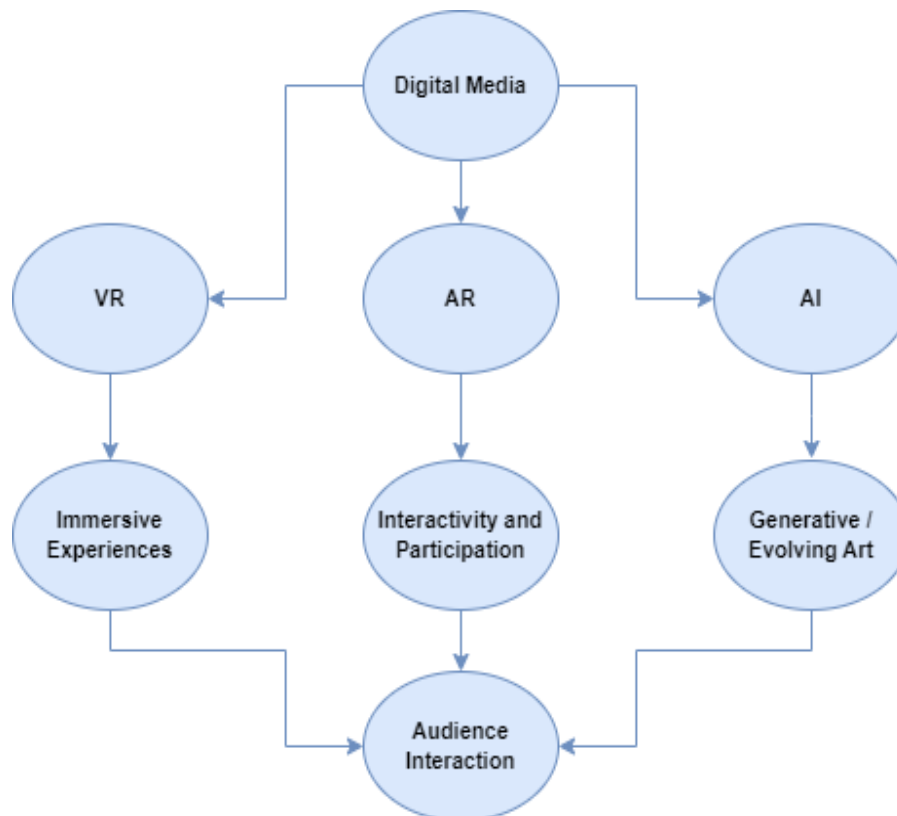 Digital Media
VR
AR
AI
Immersive
Experiences
Interactivity and
Participation
Generative /
Evolving Art
Audience
Interaction